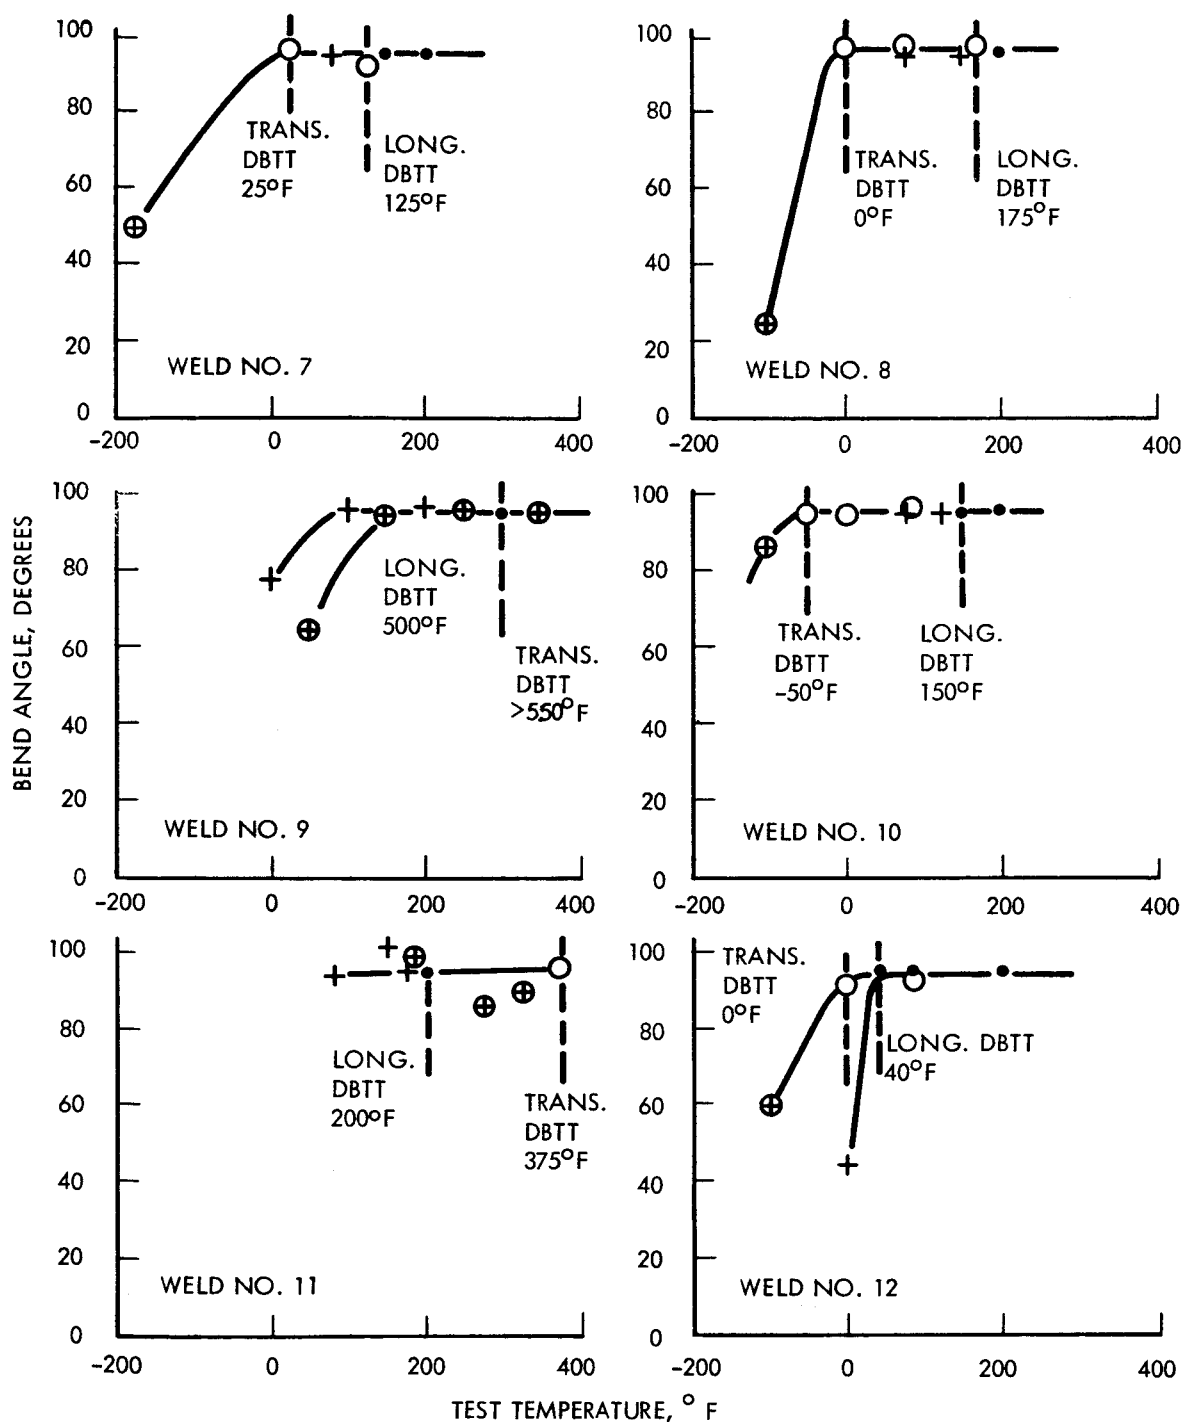 100
80
60
40
20
0
-200
0
200
400
TRANS.
DBTT
25°F
LONG.
DBTT
125°F
WELD NO. 7
100
80
60
40
20
0
-200
0
200
400
TRANS.
DBTT
0°F
LONG.
DBTT
175°F
WELD NO. 8
BEND ANGLE, DEGREES
100
80
60
40
20
0
-200
0
200
400
LONG.
DBTT
500°F
TRANS.
DBTT
>550°F
WELD NO. 9
100
80
60
40
20
0
-200
0
200
400
TRANS.
DBTT
-50°F
LONG.
DBTT
150°F
WELD NO. 10
100
80
60
40
20
0
-200
0
200
400
LONG.
DBTT
200°F
TRANS.
DBTT
375°F
WELD NO. 11
100
80
60
40
20
0
-200
0
200
400
TRANS.
DBTT
0°F
LONG. DBTT
40°F
WELD NO. 12
TEST TEMPERATURE, °F